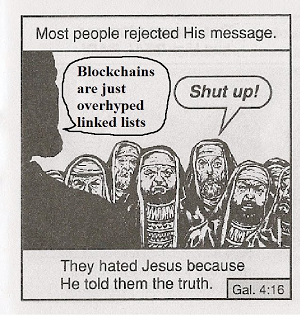 Most people rejected His message.
Blockchains
are just
overhyped
linked lists
Shut up!
They hated Jesus because
He told them the truth.
Gal. 4:16